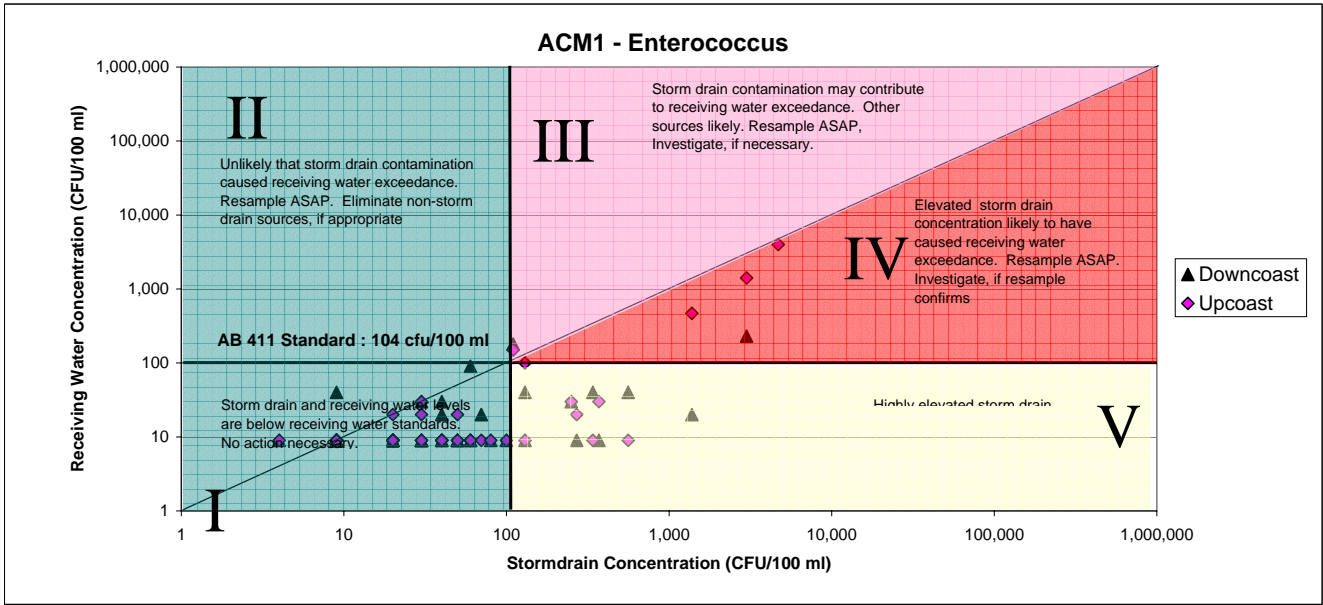 ACM1 - Enterococcus
Receiving Water Concentration (CFU/100 ml)
1,000,000
100,000
10,000
1,000
100
10
1
II
Unlikely that storm drain contamination
caused receiving water exceedance.
Resample ASAP. Eliminate non-storm
drain sources, if appropriate
III
Storm drain contamination may contribute
to receiving water exceedance. Other
sources likely. Resample ASAP,
Investigate, if necessary.
IV
Elevated storm drain
concentration likely to have
caused receiving water
exceedance. Resample ASAP.
Investigate, if resample
confirms
AB 411 Standard : 104 cfu/100 ml
Storm drain and receiving water levels
are below receiving water standards.
No action necessary.
I
Highly elevated storm drain
V
1
10
100
1,000
10,000
100,000
1,000,000
Stormdrain Concentration (CFU/100 ml)
Downcoast
Upcoast